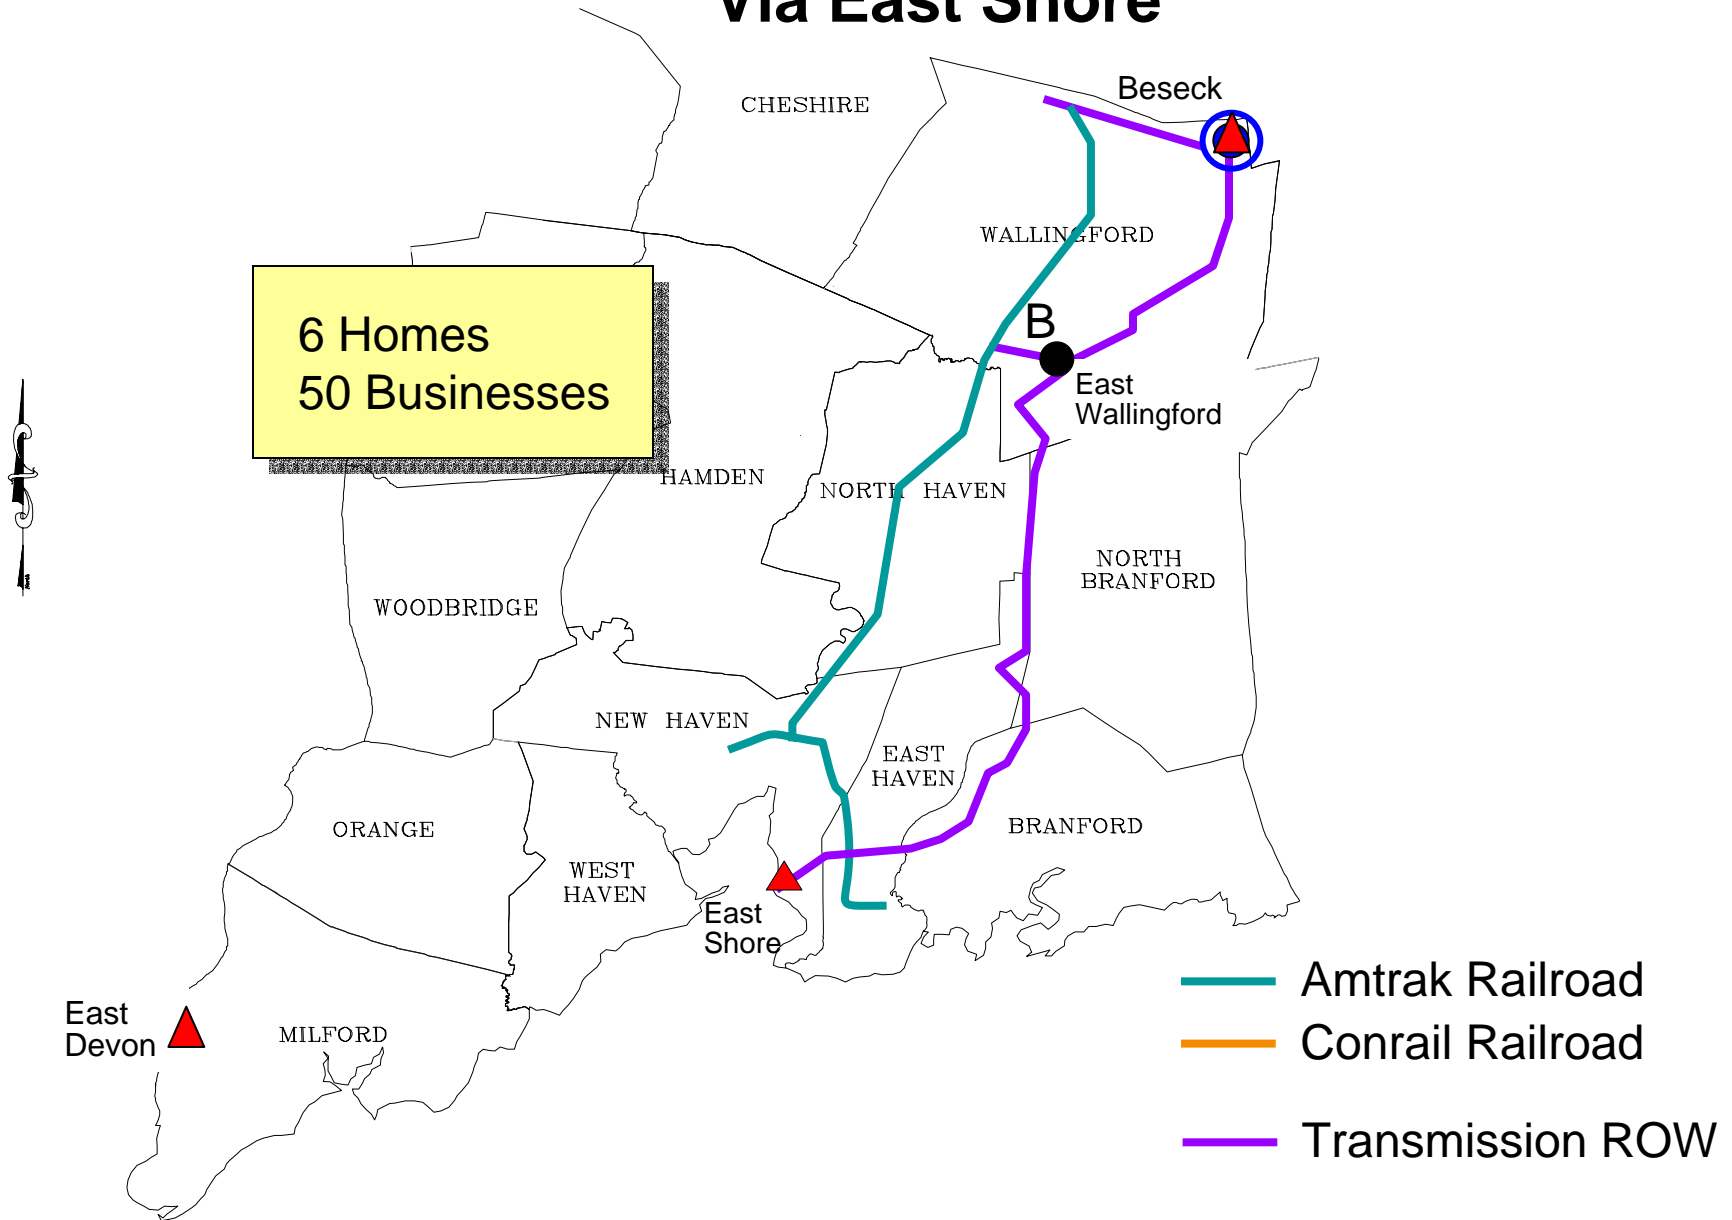 Via East Shore
Beseck
CHESHIRE
WALLINGFORD
B
6 Homes
50 Businesses
East
Wallingford
HAMDEN
NORTH HAVEN
NORTH
BRANFORD
WOODBRIDGE
NEW HAVEN
EAST
HAVEN
ORANGE
BRANFORD
WEST
HAVEN
East
Shore
Amtrak Railroad
East
Devon
MILFORD
Conrail Railroad
Transmission ROW